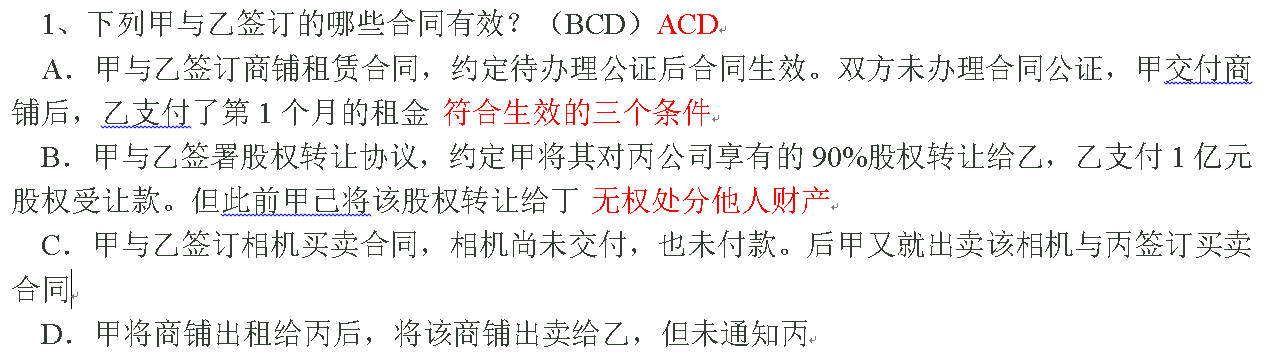 1、下列甲与乙签订的哪些合同有效？（BCD）ACD
A．甲与乙签订商铺租赁合同，约定待办理公证后合同生效。双方未办理合同公证，甲交付商
铺后，乙支付了第 1 个月的租金 符合生效的三个条件
B．甲与乙签署股权转让协议，约定甲将其对丙公司享有的 90%股权转让给乙，乙支付 1 亿元
股权受让款。但此前甲已将该股权转让给丁 无权处分他人财产
C．甲与乙签订相机买卖合同，相机尚未交付，也未付款。后甲又就出卖该相机与丙签订买卖
合同
D．甲将商铺出租给丙后，将该商铺出卖给乙，但未通知丙